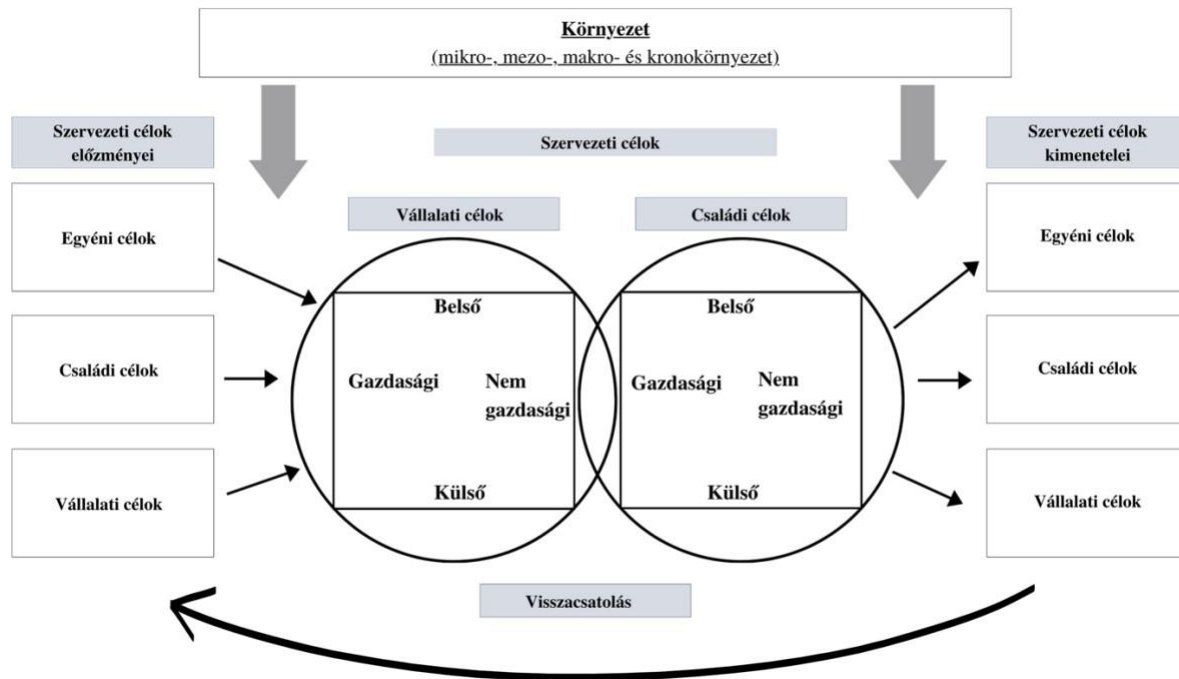 Környezet
(mikro-, mezo-, makro- és kronokörnyezet)
Szervezeti célok
előzményei
Egyéni célok
Családi célok
Vállalati célok
Szervezeti célok
Vállalati célok
Belső
Gazdasági
Nem
gazdasági
Külső
Családi célok
Belső
Gazdasági
Nem
gazdasági
Külső
Szervezeti célok
kimenetelei
Egyéni célok
Családi célok
Vállalati célok
Visszacsatolás